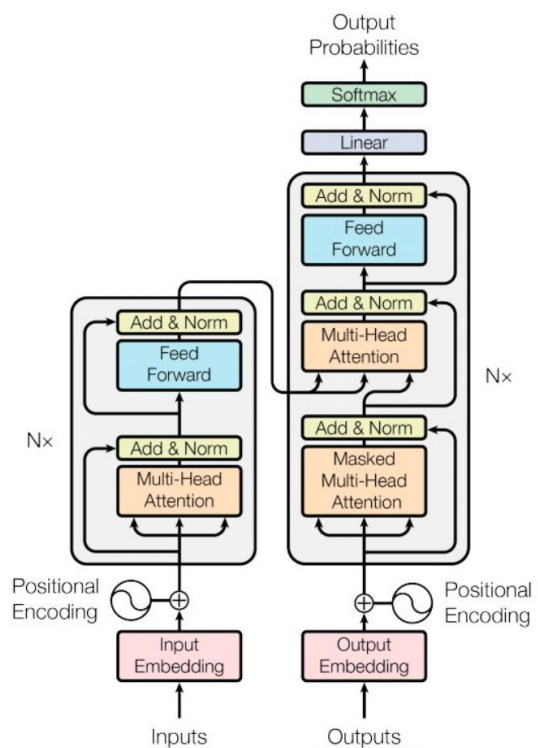 Output
Probabilities
Softmax
Linear
Add & Norm
Feed
Forward
Add & Norm
Multi-Head
Attention
Add & Norm
Masked
Multi-Head
Attention
N×
Add & Norm
Feed
Forward
Add & Norm
Multi-Head
Attention
N×
Positional
Encoding
Positional
Encoding
Input
Embedding
Output
Embedding
Inputs
Outputs